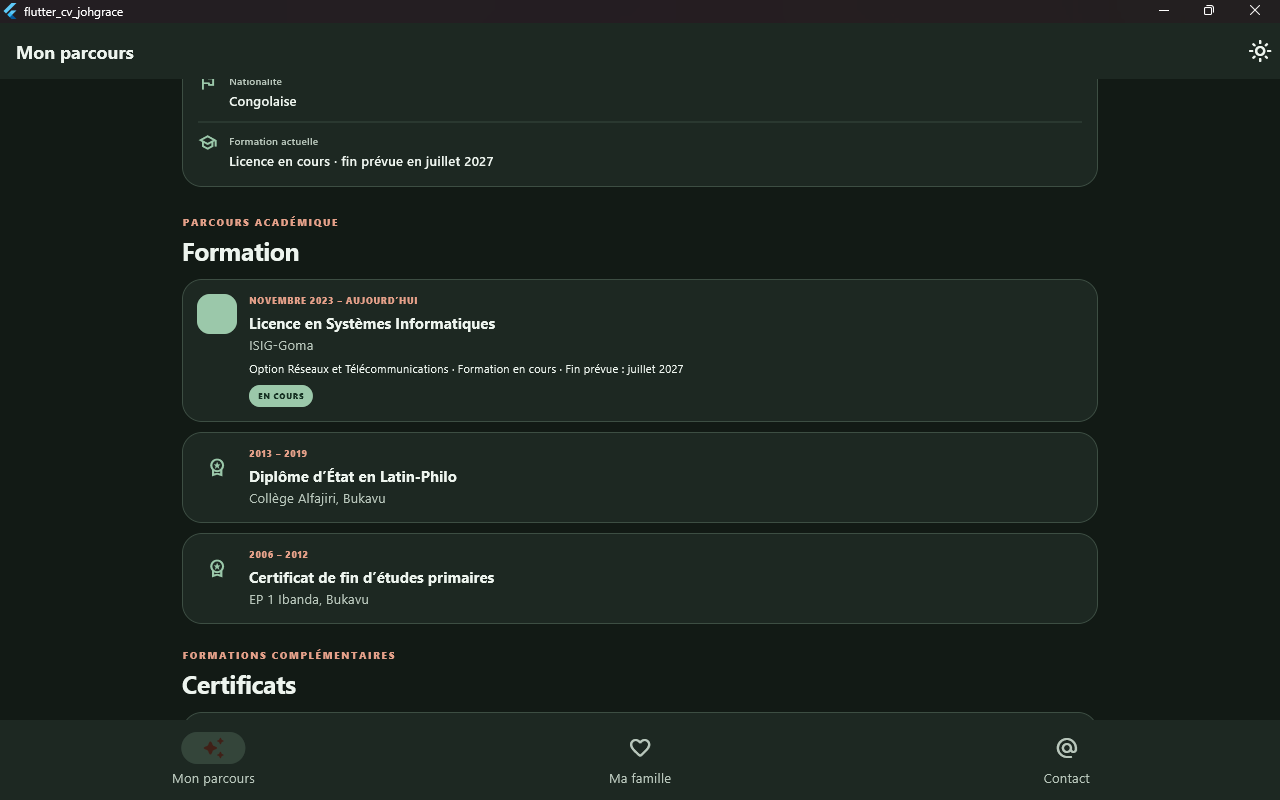 flutter_cv_johgrace
Mon parcours
Nationalité
Congolaise
Formation actuelle
Licence en cours · fin prévue en juillet 2027
PARCOURS ACADÉMIQUE
Formation
NOVEMBRE 2023 – AUJOURD’HUI
Licence en Systèmes Informatiques
ISIG-Goma
Option Réseaux et Télécommunications · Formation en cours · Fin prévue : juillet 2027
EN COURS
2013 – 2019
Diplôme d’État en Latin-Philo
Collège Alfajiri, Bukavu
2006 – 2012
Certificat de fin d’études primaires
EP 1 Ibanda, Bukavu
FORMATIONS COMPLÉMENTAIRES
Certificats
Mon parcours
Ma famille
Contact